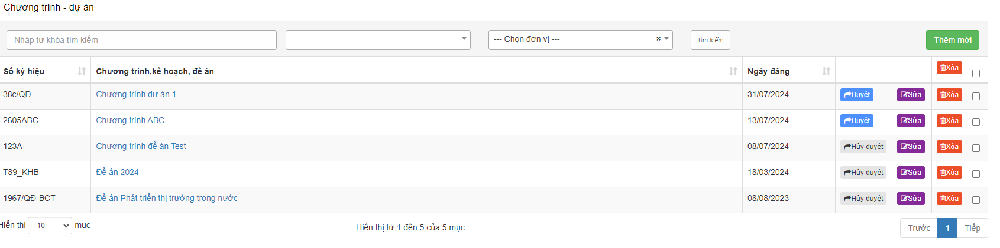 Chương trình - dự án
Nhập từ khóa tìm kiếm --- Chọn đơn vị --- × Tìm kiếm Thêm mới
Số ký hiệu Chương trình,kế hoạch, đề án Ngày đăng Xóa
38c/QĐ Chương trình dự án 1 31/07/2024 Duyệt Sửa Xóa
2605ABC Chương trình ABC 13/07/2024 Duyệt Sửa Xóa
123A Chương trình đề án Test 08/07/2024 Hủy duyệt Sửa Xóa
T89_KHB Đề án 2024 18/03/2024 Hủy duyệt Sửa Xóa
1967/QĐ-BCT Đề án Phát triển thị trường trong nước 08/08/2023 Hủy duyệt Sửa Xóa
Hiển thị 10 mục Hiển thị từ 1 đến 5 của 5 mục Trước 1 Tiếp